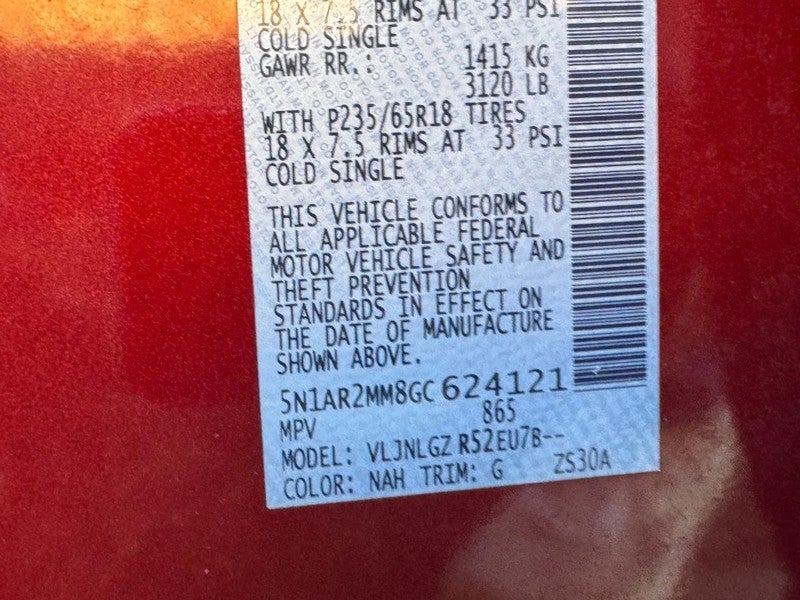 18 X 7.5 RIMS AT 33 PSI
COLD SINGLE
GAWR RR.: 1415 KG
3120 LB
WITH P235/65R18 TIRES
18 X 7.5 RIMS AT 33 PSI
COLD SINGLE
THIS VEHICLE CONFORMS TO
ALL APPLICABLE FEDERAL
MOTOR VEHICLE SAFETY AND
THEFT PREVENTION
STANDARDS IN EFFECT ON
THE DATE OF MANUFACTURE
SHOWN ABOVE.
5N1AR2MM8GC 624121
MPV 865
MODEL: VLJNLGZ R52EU7B--
COLOR: NAH TRIM: G ZS30A